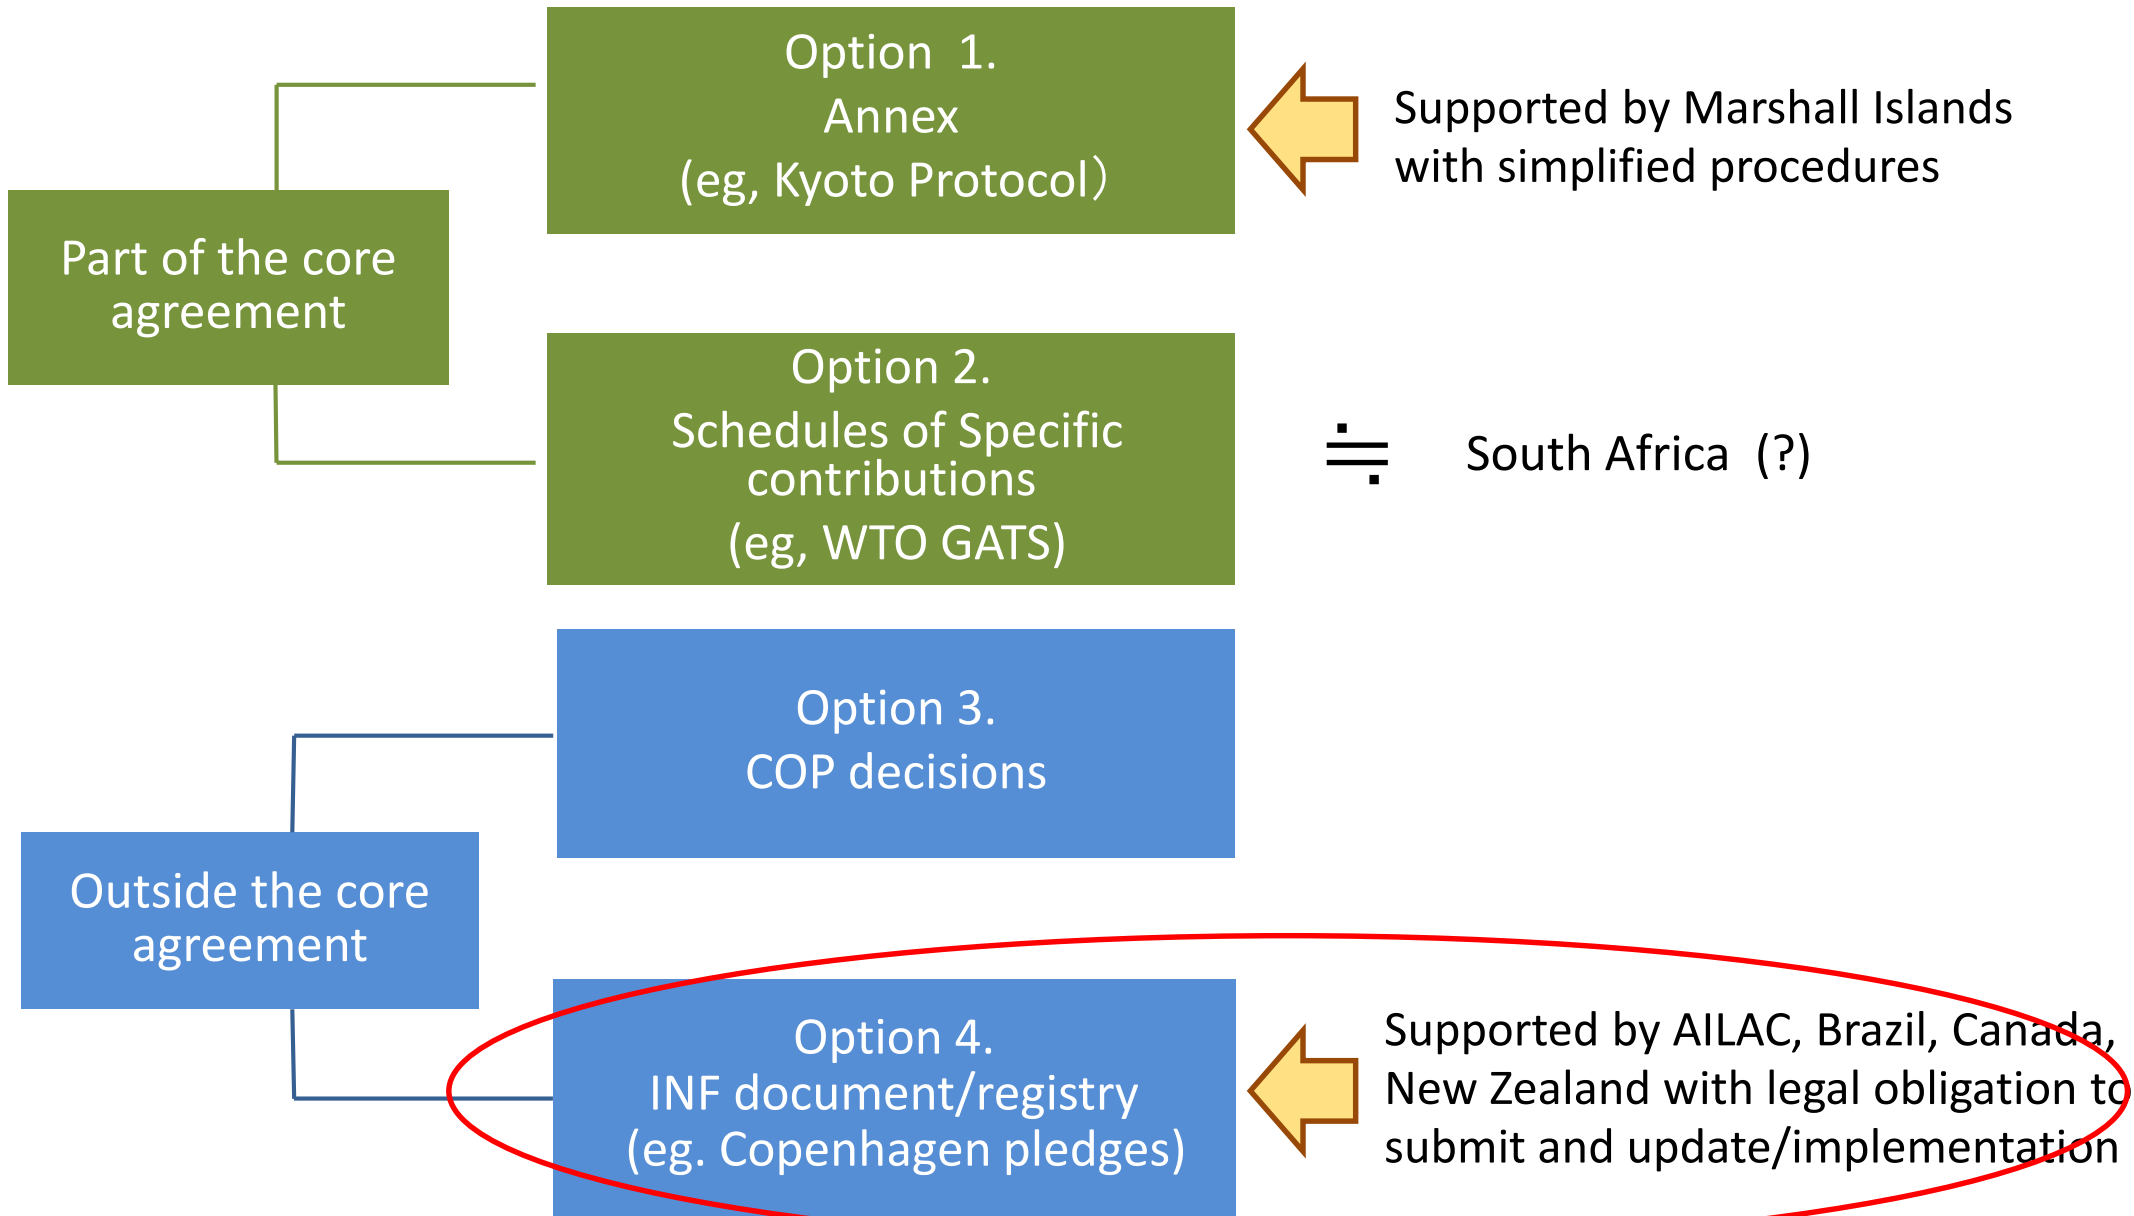 Option  1.
Annex
(eg, Kyoto Protocol）
Supported by Marshall Islands
with simplified procedures
Part of the core
agreement
Option 2.
Schedules of Specific
contributions
(eg, WTO GATS)
≒ South Africa  (?)
Option 3.
COP decisions
Outside the core
agreement
Option 4.
INF document/registry
(eg. Copenhagen pledges)
Supported by AILAC, Brazil, Canada,
New Zealand with legal obligation to
submit and update/implementation